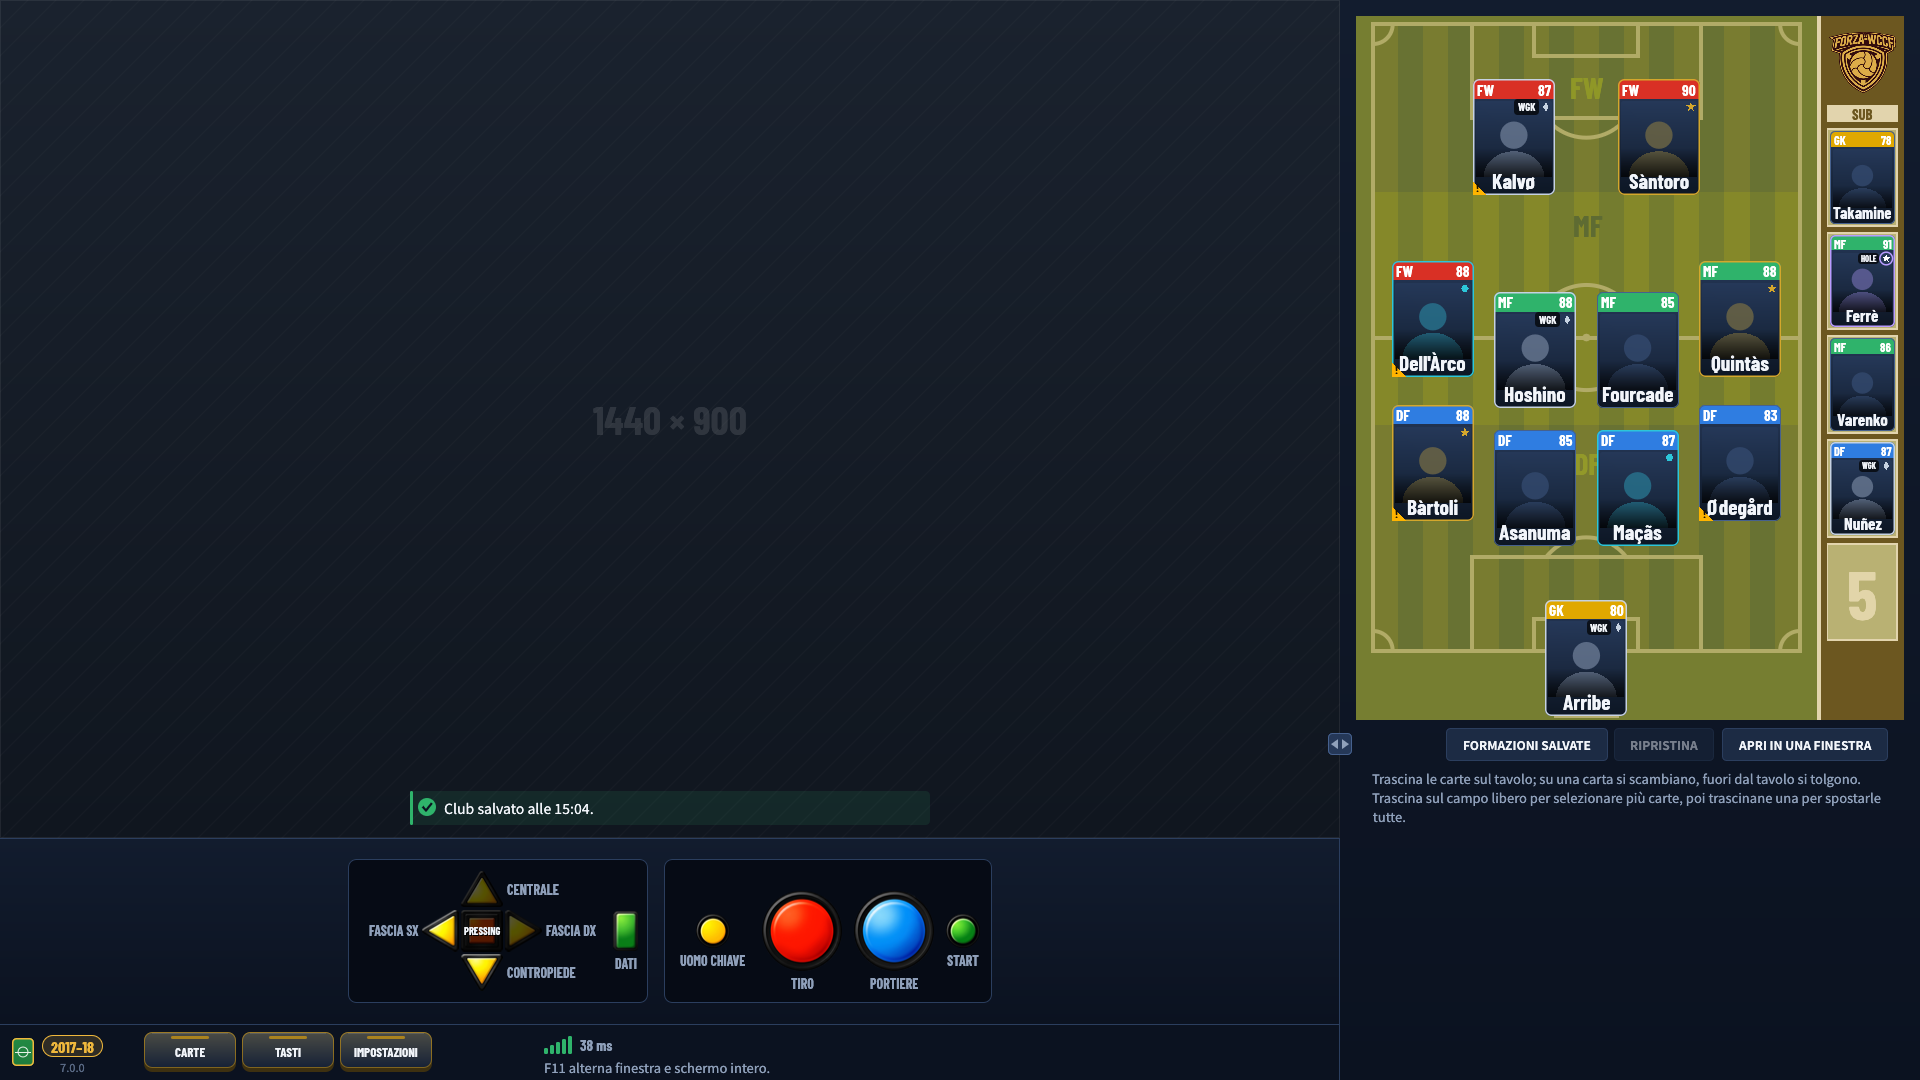 1440 × 900
Club salvato alle 15:04.
CENTRALE
FASCIA SX
PRESSING
FASCIA DX
CONTROPIEDE
DATI
UOMO CHIAVE
TIRO
PORTIERE
START
2017-18
7.0.0
CARTE
TASTI
IMPOSTAZIONI
38 ms
F11 alterna finestra e schermo intero.
FW
MF
DF
FW 87
WGK
Kalvø
FW 90
Sàntoro
FW 88
Dell'Àrco
MF 88
WGK
Hoshino
MF 85
Fourcade
MF 88
Quintàs
DF 88
Bàrtoli
DF 85
Asanuma
DF 87
Maçãs
DF 83
Ødegård
GK 80
WGK
Arribe
FORZA-WCCF
SUB
GK 78
Takamine
MF 91
HOLE
Ferrè
MF 86
Varenko
DF 87
WGK
Nuñez
5
FORMAZIONI SALVATE
RIPRISTINA
APRI IN UNA FINESTRA
Trascina le carte sul tavolo; su una carta si scambiano, fuori dal tavolo si tolgono.
Trascina sul campo libero per selezionare più carte, poi trascinane una per spostarle
tutte.